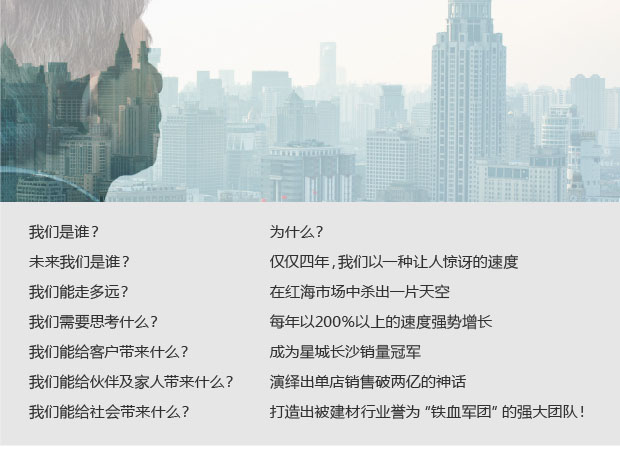 我们是谁？
未来我们是谁？
我们能走多远？
我们需要思考什么？
我们能给客户带来什么？
我们能给伙伴及家人带来什么？
我们能给社会带来什么？
为什么？
仅仅四年，我们以一种让人惊讶的速度
在红海市场中杀出一片天空
每年以200%以上的速度强势增长
成为星城长沙销量冠军
演绎出单店销售破两亿的神话
打造出被建材行业誉为“铁血军团”的强大团队！